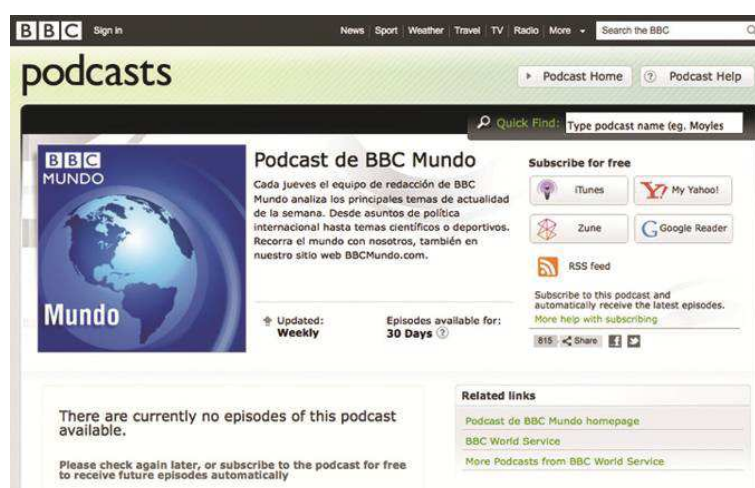 BBC Sign in News Sport Weather Travel TV Radio More Search the BBC
podcasts
Podcast Home ? Podcast Help
Quick Find: Type podcast name (eg. Moyles
BBC
MUNDO
Mundo
Podcast de BBC Mundo
Cada jueves el equipo de redacción de BBC
Mundo analiza los principales temas de actualidad
de la semana. Desde asuntos de política
internacional hasta temas científicos o deportivos.
Recorra el mundo con nosotros, también en
nuestro sitio web BBCMundo.com.
Updated:
Weekly
Episodes available for:
30 Days ?
Subscribe for free
iTunes
My Yahoo!
Zune
Google Reader
RSS feed
Subscribe to this podcast and
automatically receive the latest episodes.
More help with subscribing
815 Share
There are currently no episodes of this podcast
available.
Please check again later, or subscribe to the podcast for free
to receive future episodes automatically
Related links
Podcast de BBC Mundo homepage
BBC World Service
More Podcasts from BBC World Service